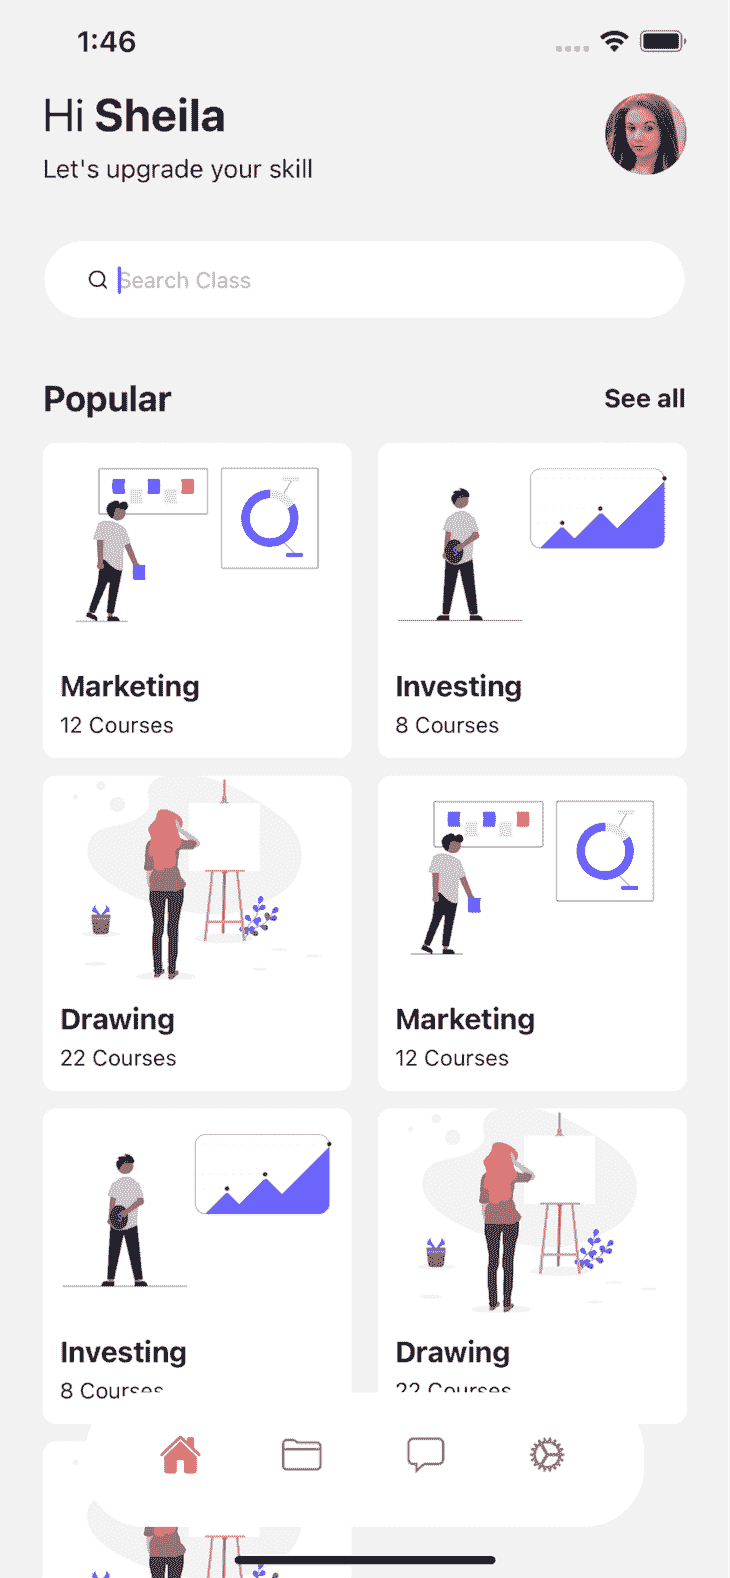 1:46
Hi Sheila
Let's upgrade your skill
Search Class
Popular
See all
Marketing
12 Courses
Investing
8 Courses
Drawing
22 Courses
Marketing
12 Courses
Investing
8 Courses
Drawing
22 Courses